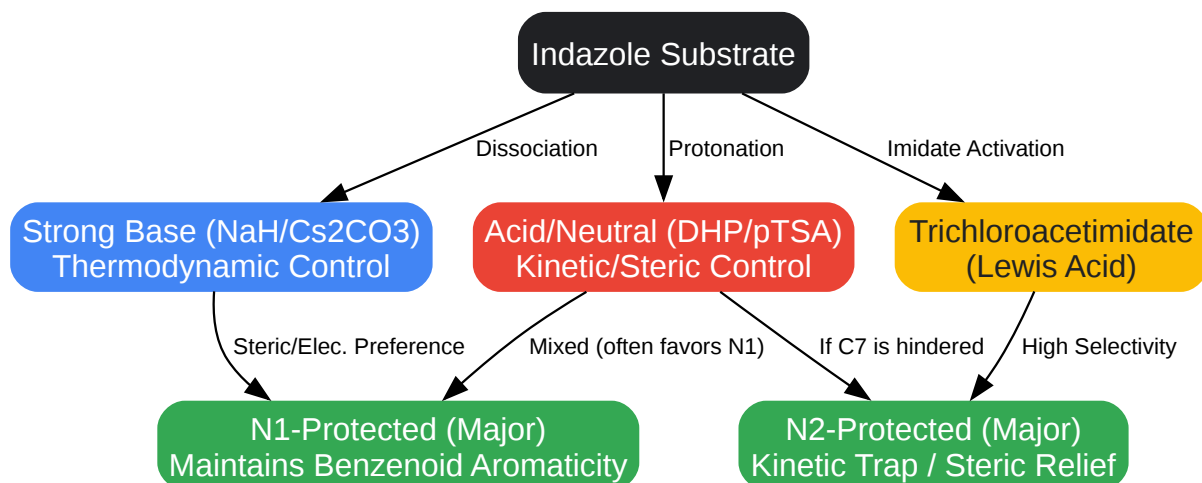 Indazole Substrate
Dissociation
Protonation
Imidate Activation
Strong Base (NaH/Cs2CO3)
Thermodynamic Control
Acid/Neutral (DHP/pTSA)
Kinetic/Steric Control
Trichloroacetimidate
(Lewis Acid)
Steric/Elec. Preference
Mixed (often favors N1)
If C7 is hindered
High Selectivity
N1-Protected (Major)
Maintains Benzenoid Aromaticity
N2-Protected (Major)
Kinetic Trap / Steric Relief